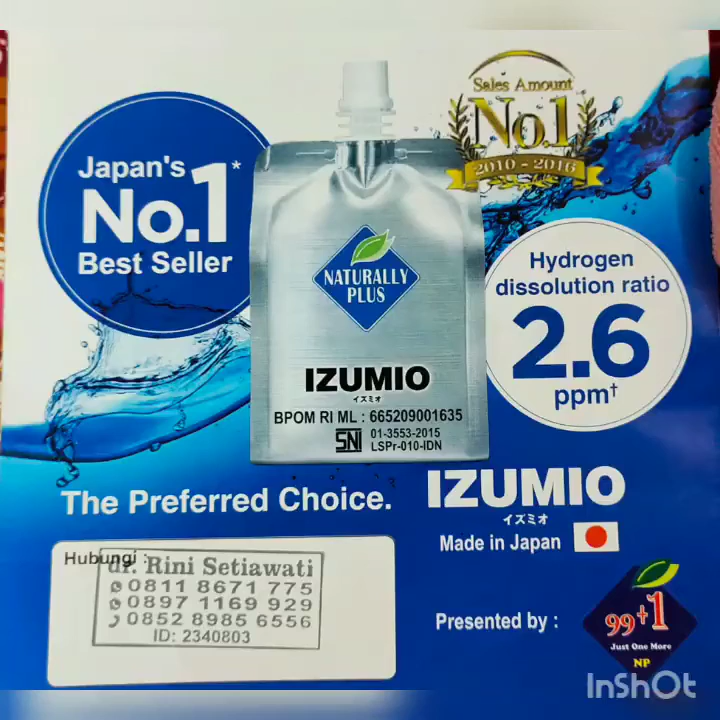 Japan's
No.1*
Best Seller
Sales Amount
No.1
2010 - 2016
NATURALLY
PLUS
Hydrogen
dissolution ratio
2.6
ppm†
IZUMIO
イズミオ
BPOM RI ML : 665209001635
SNI 01-3553-2015
LSPr-010-IDN
The Preferred Choice.
IZUMIO
イズミオ
Made in Japan
Hubungi :
dr. Rini Setiawati
0811 8671 775
0897 1169 929
0852 8985 6556
ID: 2340803
Presented by :
99+1
Just One More
NP
InShOt